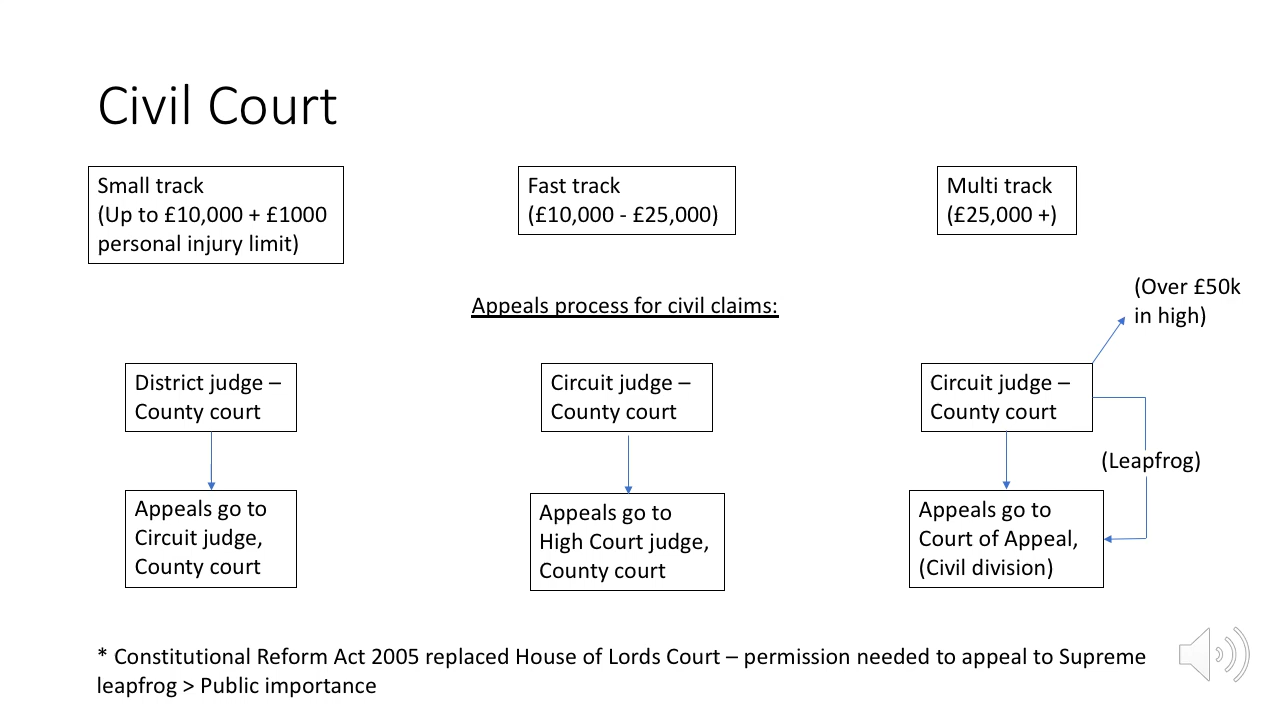 Civil Court
Small track
(Up to £10,000 + £1000
personal injury limit)
Fast track
(£10,000 - £25,000)
Multi track
(£25,000 +)
(Over £50k
in high)
Appeals process for civil claims:
District judge –
County court
Circuit judge –
County court
Circuit judge –
County court
(Leapfrog)
Appeals go to
Circuit judge,
County court
Appeals go to
High Court judge,
County court
Appeals go to
Court of Appeal,
(Civil division)
* Constitutional Reform Act 2005 replaced House of Lords Court – permission needed to appeal to Supreme
leapfrog > Public importance